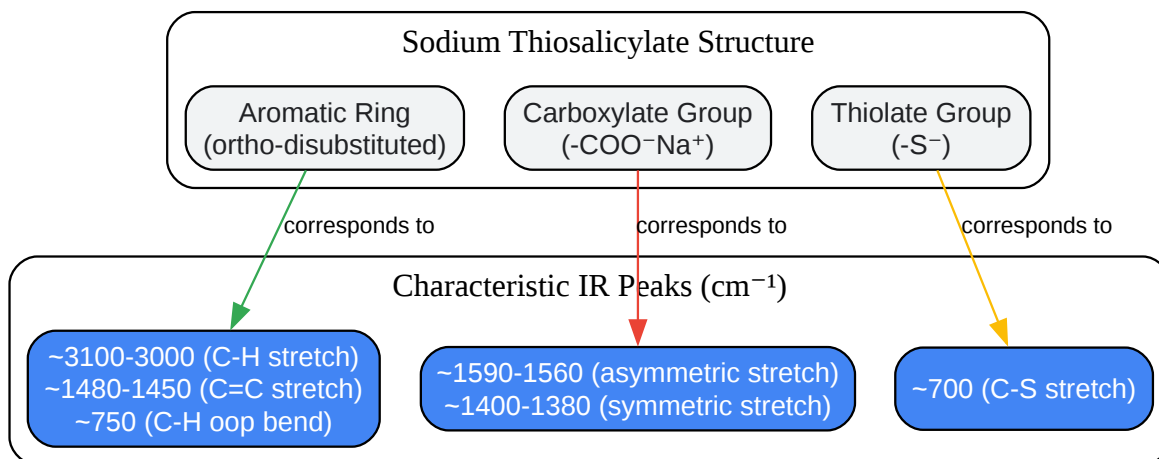 Sodium Thiosalicylate Structure
Aromatic Ring
(ortho-disubstituted)
Carboxylate Group
(-COO⁻Na⁺)
Thiolate Group
(-S⁻)
corresponds to
corresponds to
corresponds to
Characteristic IR Peaks (cm⁻¹)
~3100-3000 (C-H stretch)
~1480-1450 (C=C stretch)
~750 (C-H oop bend)
~1590-1560 (asymmetric stretch)
~1400-1380 (symmetric stretch)
~700 (C-S stretch)